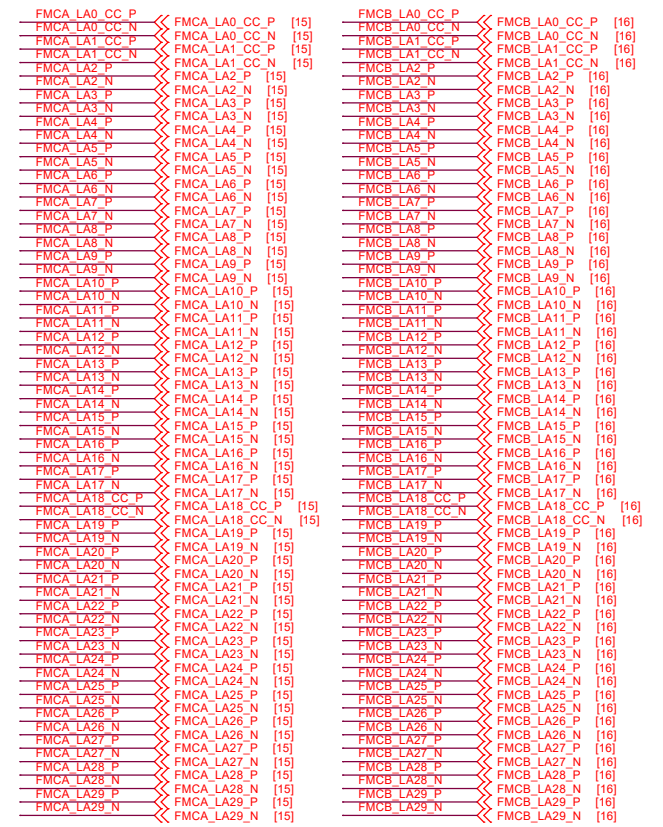 FMCA_LA0_CC_P FMCA_LA0_CC_P [15]
FMCA_LA0_CC_N FMCA_LA0_CC_N [15]
FMCA_LA1_CC_P FMCA_LA1_CC_P [15]
FMCA_LA1_CC_N FMCA_LA1_CC_N [15]
FMCA_LA2_P FMCA_LA2_P [15]
FMCA_LA2_N FMCA_LA2_N [15]
FMCA_LA3_P FMCA_LA3_P [15]
FMCA_LA3_N FMCA_LA3_N [15]
FMCA_LA4_P FMCA_LA4_P [15]
FMCA_LA4_N FMCA_LA4_N [15]
FMCA_LA5_P FMCA_LA5_P [15]
FMCA_LA5_N FMCA_LA5_N [15]
FMCA_LA6_P FMCA_LA6_P [15]
FMCA_LA6_N FMCA_LA6_N [15]
FMCA_LA7_P FMCA_LA7_P [15]
FMCA_LA7_N FMCA_LA7_N [15]
FMCA_LA8_P FMCA_LA8_P [15]
FMCA_LA8_N FMCA_LA8_N [15]
FMCA_LA9_P FMCA_LA9_P [15]
FMCA_LA9_N FMCA_LA9_N [15]
FMCA_LA10_P FMCA_LA10_P [15]
FMCA_LA10_N FMCA_LA10_N [15]
FMCA_LA11_P FMCA_LA11_P [15]
FMCA_LA11_N FMCA_LA11_N [15]
FMCA_LA12_P FMCA_LA12_P [15]
FMCA_LA12_N FMCA_LA12_N [15]
FMCA_LA13_P FMCA_LA13_P [15]
FMCA_LA13_N FMCA_LA13_N [15]
FMCA_LA14_P FMCA_LA14_P [15]
FMCA_LA14_N FMCA_LA14_N [15]
FMCA_LA15_P FMCA_LA15_P [15]
FMCA_LA15_N FMCA_LA15_N [15]
FMCA_LA16_P FMCA_LA16_P [15]
FMCA_LA16_N FMCA_LA16_N [15]
FMCA_LA17_P FMCA_LA17_P [15]
FMCA_LA17_N FMCA_LA17_N [15]
FMCA_LA18_CC_P FMCA_LA18_CC_P [15]
FMCA_LA18_CC_N FMCA_LA18_CC_N [15]
FMCA_LA19_P FMCA_LA19_P [15]
FMCA_LA19_N FMCA_LA19_N [15]
FMCA_LA20_P FMCA_LA20_P [15]
FMCA_LA20_N FMCA_LA20_N [15]
FMCA_LA21_P FMCA_LA21_P [15]
FMCA_LA21_N FMCA_LA21_N [15]
FMCA_LA22_P FMCA_LA22_P [15]
FMCA_LA22_N FMCA_LA22_N [15]
FMCA_LA23_P FMCA_LA23_P [15]
FMCA_LA23_N FMCA_LA23_N [15]
FMCA_LA24_P FMCA_LA24_P [15]
FMCA_LA24_N FMCA_LA24_N [15]
FMCA_LA25_P FMCA_LA25_P [15]
FMCA_LA25_N FMCA_LA25_N [15]
FMCA_LA26_P FMCA_LA26_P [15]
FMCA_LA26_N FMCA_LA26_N [15]
FMCA_LA27_P FMCA_LA27_P [15]
FMCA_LA27_N FMCA_LA27_N [15]
FMCA_LA28_P FMCA_LA28_P [15]
FMCA_LA28_N FMCA_LA28_N [15]
FMCA_LA29_P FMCA_LA29_P [15]
FMCA_LA29_N FMCA_LA29_N [15]
FMCB_LA0_CC_P FMCB_LA0_CC_P [16]
FMCB_LA0_CC_N FMCB_LA0_CC_N [16]
FMCB_LA1_CC_P FMCB_LA1_CC_P [16]
FMCB_LA1_CC_N FMCB_LA1_CC_N [16]
FMCB_LA2_P FMCB_LA2_P [16]
FMCB_LA2_N FMCB_LA2_N [16]
FMCB_LA3_P FMCB_LA3_P [16]
FMCB_LA3_N FMCB_LA3_N [16]
FMCB_LA4_P FMCB_LA4_P [16]
FMCB_LA4_N FMCB_LA4_N [16]
FMCB_LA5_P FMCB_LA5_P [16]
FMCB_LA5_N FMCB_LA5_N [16]
FMCB_LA6_P FMCB_LA6_P [16]
FMCB_LA6_N FMCB_LA6_N [16]
FMCB_LA7_P FMCB_LA7_P [16]
FMCB_LA7_N FMCB_LA7_N [16]
FMCB_LA8_P FMCB_LA8_P [16]
FMCB_LA8_N FMCB_LA8_N [16]
FMCB_LA9_P FMCB_LA9_P [16]
FMCB_LA9_N FMCB_LA9_N [16]
FMCB_LA10_P FMCB_LA10_P [16]
FMCB_LA10_N FMCB_LA10_N [16]
FMCB_LA11_P FMCB_LA11_P [16]
FMCB_LA11_N FMCB_LA11_N [16]
FMCB_LA12_P FMCB_LA12_P [16]
FMCB_LA12_N FMCB_LA12_N [16]
FMCB_LA13_P FMCB_LA13_P [16]
FMCB_LA13_N FMCB_LA13_N [16]
FMCB_LA14_P FMCB_LA14_P [16]
FMCB_LA14_N FMCB_LA14_N [16]
FMCB_LA15_P FMCB_LA15_P [16]
FMCB_LA15_N FMCB_LA15_N [16]
FMCB_LA16_P FMCB_LA16_P [16]
FMCB_LA16_N FMCB_LA16_N [16]
FMCB_LA17_P FMCB_LA17_P [16]
FMCB_LA17_N FMCB_LA17_N [16]
FMCB_LA18_CC_P FMCB_LA18_CC_P [16]
FMCB_LA18_CC_N FMCB_LA18_CC_N [16]
FMCB_LA19_P FMCB_LA19_P [16]
FMCB_LA19_N FMCB_LA19_N [16]
FMCB_LA20_P FMCB_LA20_P [16]
FMCB_LA20_N FMCB_LA20_N [16]
FMCB_LA21_P FMCB_LA21_P [16]
FMCB_LA21_N FMCB_LA21_N [16]
FMCB_LA22_P FMCB_LA22_P [16]
FMCB_LA22_N FMCB_LA22_N [16]
FMCB_LA23_P FMCB_LA23_P [16]
FMCB_LA23_N FMCB_LA23_N [16]
FMCB_LA24_P FMCB_LA24_P [16]
FMCB_LA24_N FMCB_LA24_N [16]
FMCB_LA25_P FMCB_LA25_P [16]
FMCB_LA25_N FMCB_LA25_N [16]
FMCB_LA26_P FMCB_LA26_P [16]
FMCB_LA26_N FMCB_LA26_N [16]
FMCB_LA27_P FMCB_LA27_P [16]
FMCB_LA27_N FMCB_LA27_N [16]
FMCB_LA28_P FMCB_LA28_P [16]
FMCB_LA28_N FMCB_LA28_N [16]
FMCB_LA29_P FMCB_LA29_P [16]
FMCB_LA29_N FMCB_LA29_N [16]